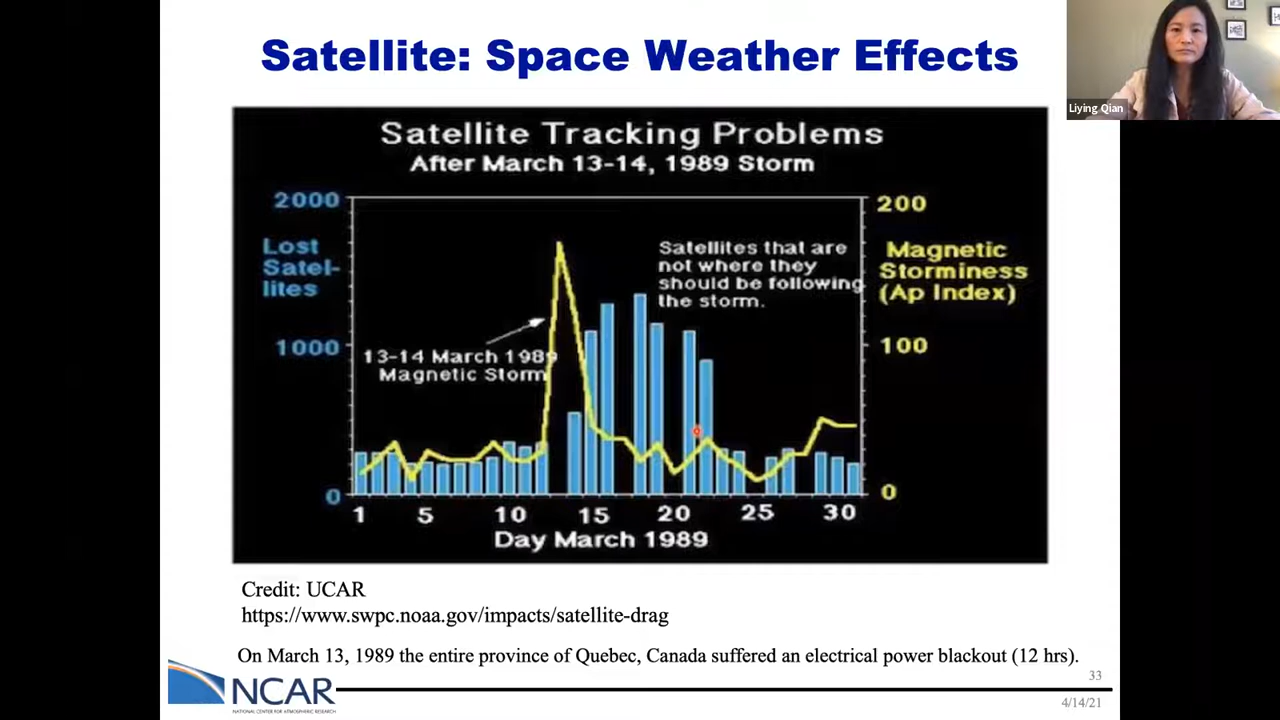 Satellite: Space Weather Effects
Liying Qian
Satellite Tracking Problems
After March 13-14, 1989 Storm
2000
Lost
Satel-
lites
1000
0
200
Magnetic
Storminess
(Ap Index)
100
0
Satellites that are
not where they
should be following
the storm.
13-14 March 1989
Magnetic Storm
1 5 10 15 20 25 30
Day March 1989
Credit: UCAR
https://www.swpc.noaa.gov/impacts/satellite-drag
On March 13, 1989 the entire province of Quebec, Canada suffered an electrical power blackout (12 hrs).
33
NCAR
NATIONAL CENTER FOR ATMOSPHERIC RESEARCH
4/14/21